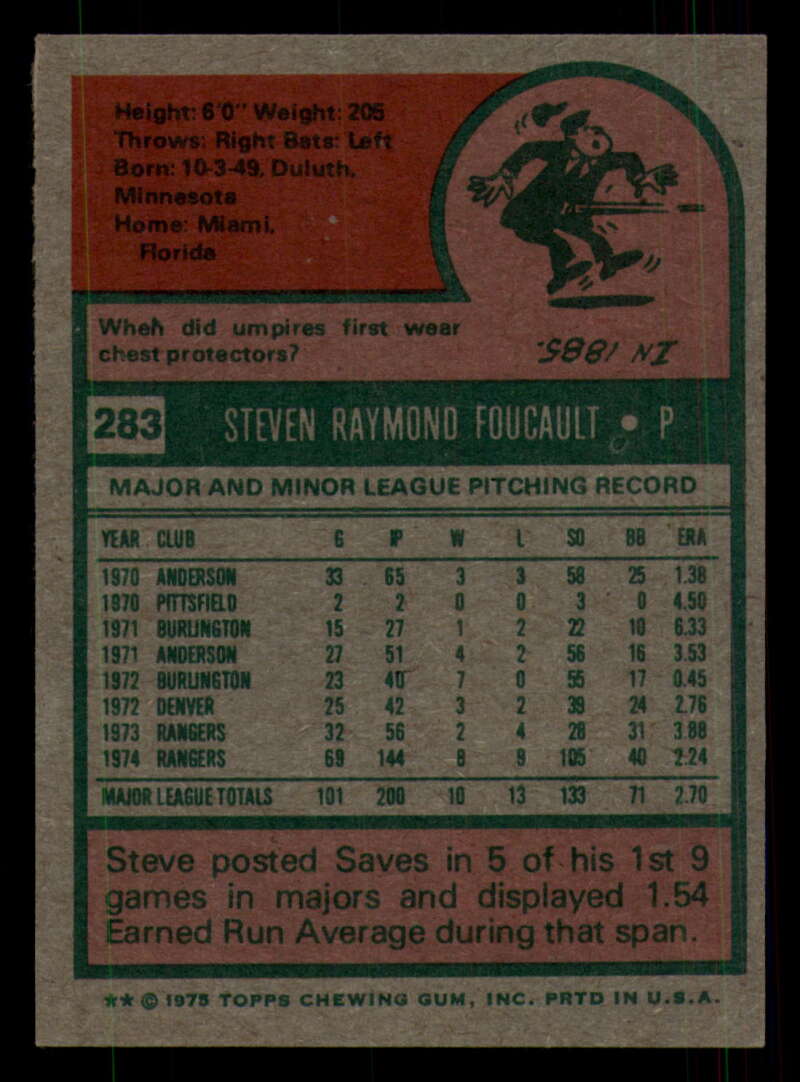 Height: 6'0" Weight: 205
Throws: Right Bats: Left
Born: 10-3-49, Duluth,
Minnesota
Home: Miami,
Florida
When did umpires first wear
chest protectors?
IN 1885.
283 STEVEN RAYMOND FOUCAULT • P
MAJOR AND MINOR LEAGUE PITCHING RECORD
YEAR CLUB G IP W L SO BB ERA
1970 ANDERSON 33 65 3 3 58 25 1.38
1970 PITTSFIELD 2 2 0 0 3 0 4.50
1971 BURLINGTON 15 27 1 2 22 10 6.33
1971 ANDERSON 27 51 4 2 56 16 3.53
1972 BURLINGTON 23 40 7 0 55 17 0.45
1972 DENVER 25 42 3 2 39 24 2.76
1973 RANGERS 32 56 2 4 28 31 3.88
1974 RANGERS 69 144 8 9 105 40 2.24
MAJOR LEAGUE TOTALS 101 200 10 13 133 71 2.70
Steve posted Saves in 5 of his 1st 9
games in majors and displayed 1.54
Earned Run Average during that span.
** © 1975 TOPPS CHEWING GUM, INC. PRTD IN U.S.A.